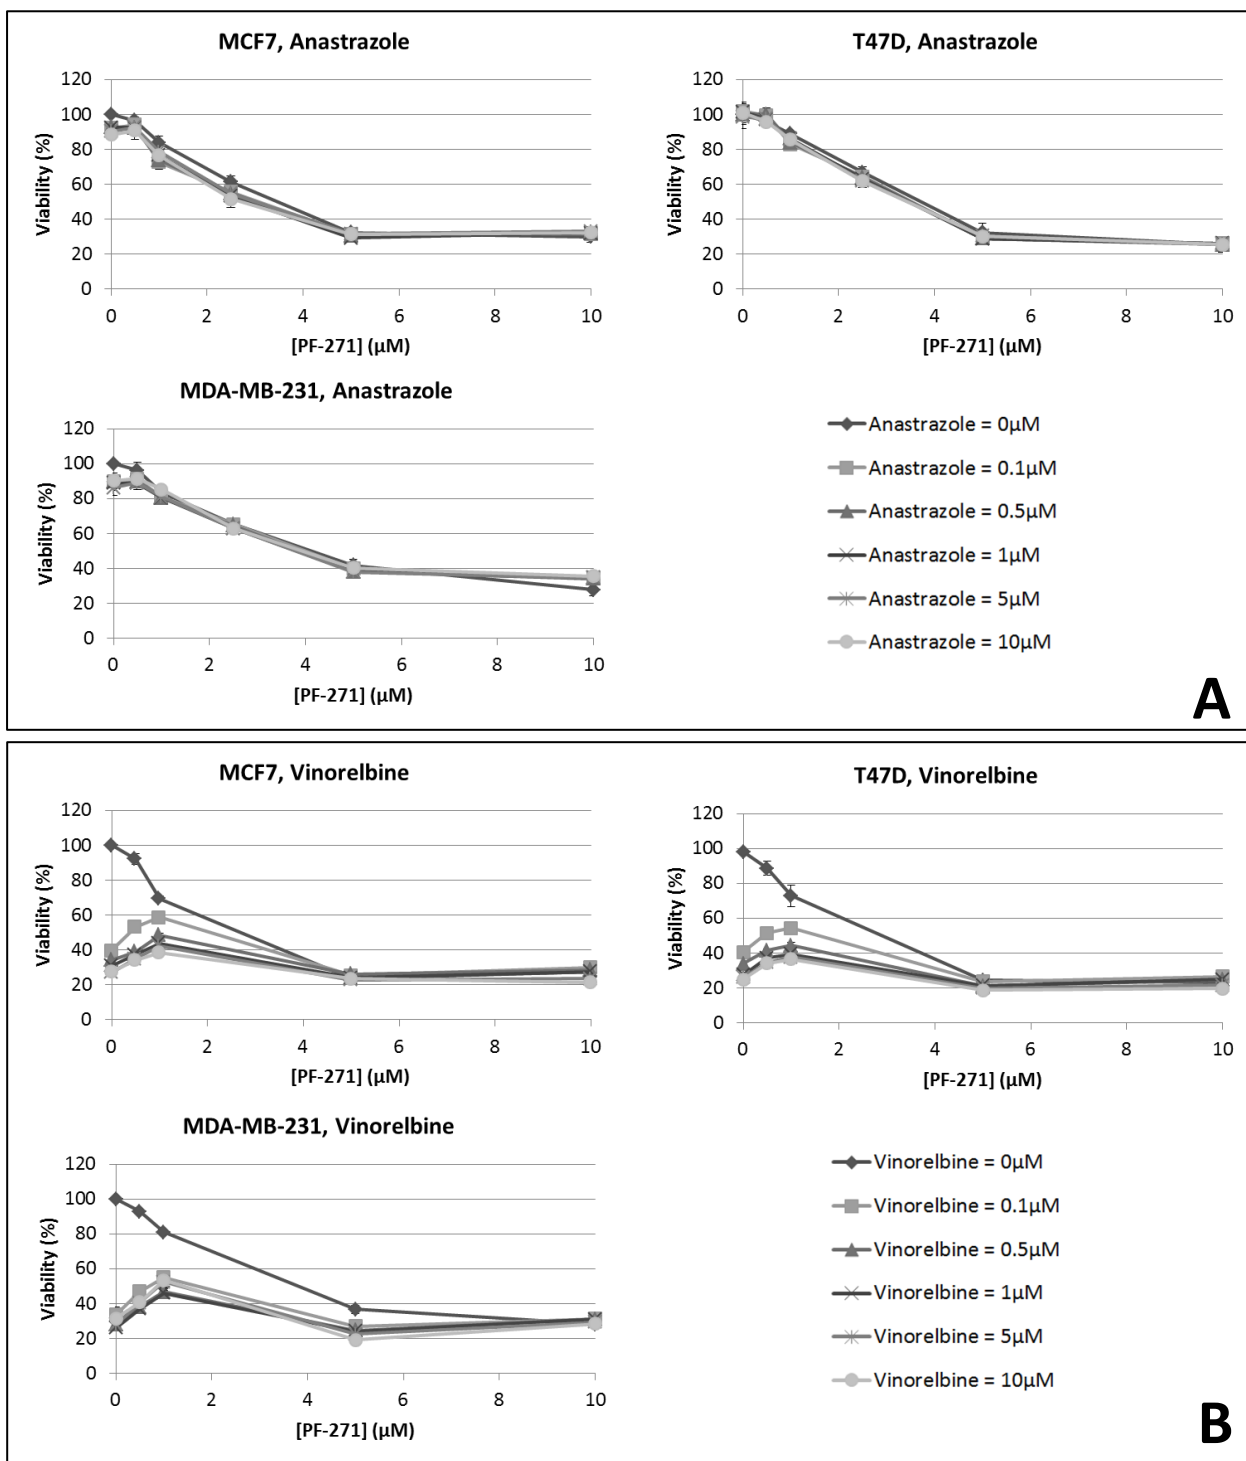 MCF7, Anastrazole
120
100
80
60
40
20
0
Viability (%)
0 2 4 6 8 10
[PF-271] (µM)
T47D, Anastrazole
120
100
80
60
40
20
0
Viability (%)
0 2 4 6 8 10
[PF-271] (µM)
MDA-MB-231, Anastrazole
120
100
80
60
40
20
0
Viability (%)
0 2 4 6 8 10
[PF-271] (µM)
Anastrazole = 0µM
Anastrazole = 0.1µM
Anastrazole = 0.5µM
Anastrazole = 1µM
Anastrazole = 5µM
Anastrazole = 10µM
A
MCF7, Vinorelbine
120
100
80
60
40
20
0
Viability (%)
0 2 4 6 8 10
[PF-271] (µM)
T47D, Vinorelbine
120
100
80
60
40
20
0
Viability (%)
0 2 4 6 8 10
[PF-271] (µM)
MDA-MB-231, Vinorelbine
120
100
80
60
40
20
0
Viability (%)
0 2 4 6 8 10
[PF-271] (µM)
Vinorelbine = 0µM
Vinorelbine = 0.1µM
Vinorelbine = 0.5µM
Vinorelbine = 1µM
Vinorelbine = 5µM
Vinorelbine = 10µM
B